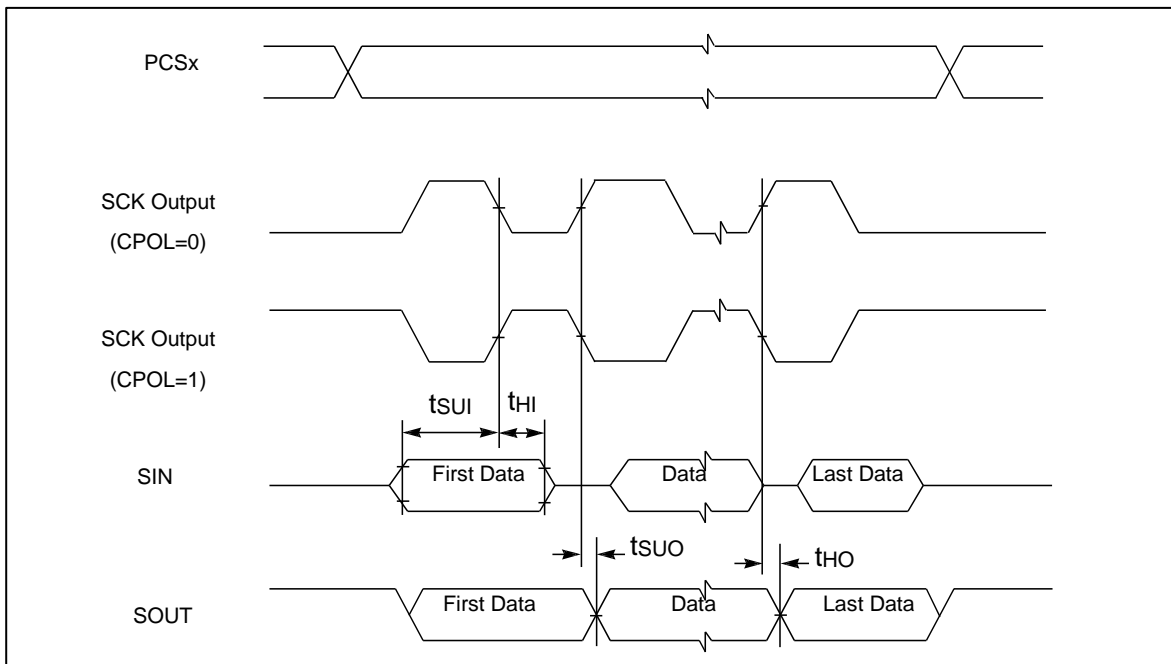 PCSx
SCK Output
(CPOL=0)
SCK Output
(CPOL=1)
tSUI
tHI
SIN
First Data
Data
Last Data
tSUO
tHO
SOUT
First Data
Data
Last Data